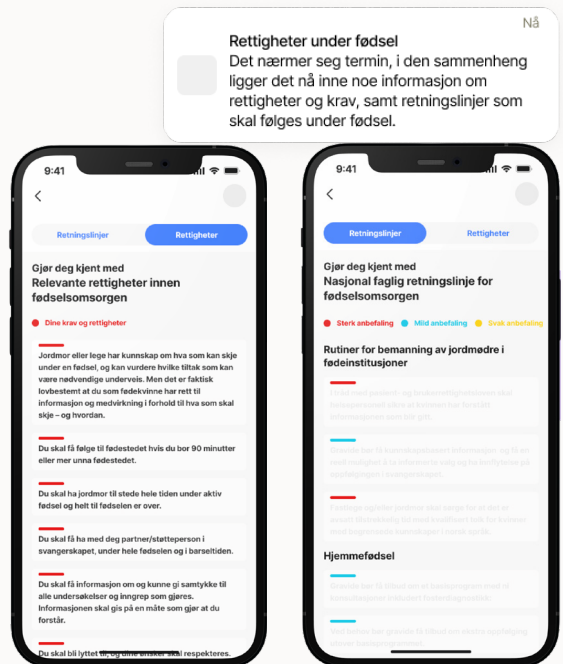 Nå
Rettigheter under fødsel
Det nærmer seg termin, i den sammenheng
ligger det nå inne noe informasjon om
rettigheter og krav, samt retningslinjer som
skal følges under fødsel.
9:41
Retningslinjer
Rettigheter
Gjør deg kjent med
Relevante rettigheter innen
fødselsomsorgen
Dine krav og rettigheter
Jordmor eller lege har kunnskap om hva som kan skje
under en fødsel, og kan vurdere hvilke tiltak som kan
være nødvendige underveis. Men det er faktisk
lovbestemt at du som fødekvinne har rett til
informasjon og medvirkning i forhold til hva som skal
skje – og hvordan.
Du skal få følge til fødestedet hvis du bor 90 minutter
eller mer unna fødestedet.
Du skal ha jordmor til stede hele tiden under aktiv
fødsel og helt til fødselen er over.
Du skal få ha med deg partner/støtteperson i
svangerskapet, under hele fødselen og i barseltiden.
Du skal få informasjon om og kunne gi samtykke til
alle undersøkelser og inngrep som gjøres.
Informasjonen skal gis på en måte som gjør at du
forstår.
Du skal bli lyttet til, og dine ønsker skal respekteres.
9:41
Retningslinjer
Rettigheter
Gjør deg kjent med
Nasjonal faglig retningslinje for
fødselsomsorgen
Sterk anbefaling
Mild anbefaling
Svak anbefaling
Rutiner for bemanning av jordmødre i
fødeinstitusjoner
Hjemmefødsel